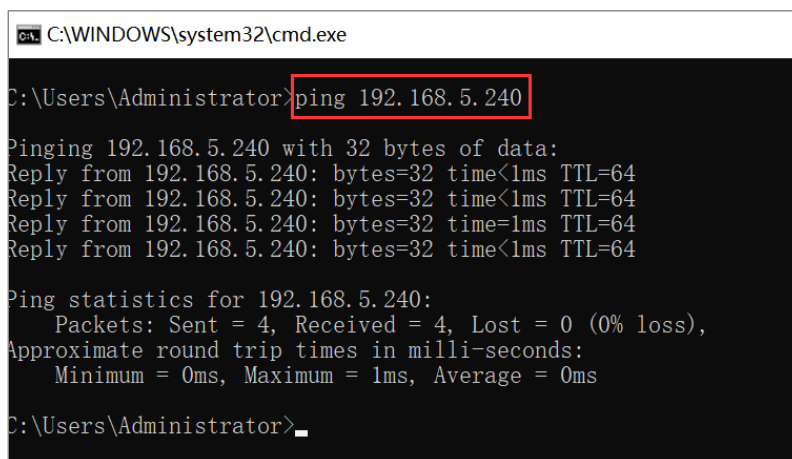 C:\WINDOWS\system32\cmd.exe
C:\Users\Administrator>ping 192.168.5.240
Pinging 192.168.5.240 with 32 bytes of data:
Reply from 192.168.5.240: bytes=32 time<1ms TTL=64
Reply from 192.168.5.240: bytes=32 time<1ms TTL=64
Reply from 192.168.5.240: bytes=32 time=1ms TTL=64
Reply from 192.168.5.240: bytes=32 time<1ms TTL=64
Ping statistics for 192.168.5.240:
Packets: Sent = 4, Received = 4, Lost = 0 (0% loss),
Approximate round trip times in milli-seconds:
Minimum = 0ms, Maximum = 1ms, Average = 0ms
C:\Users\Administrator>